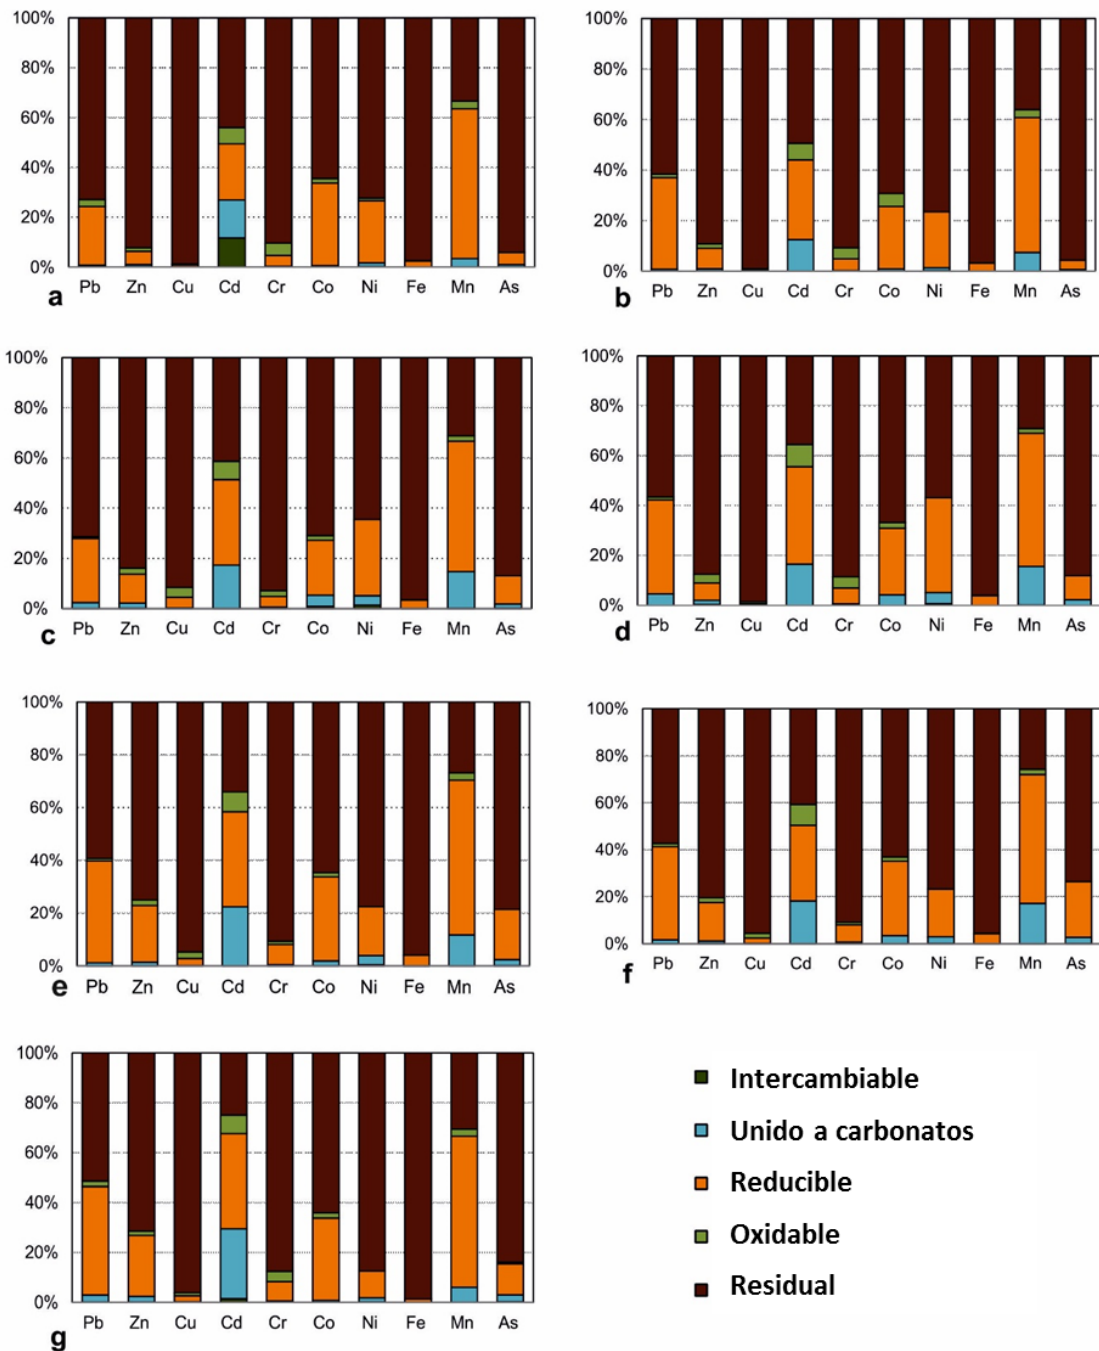 100%
80%
60%
40%
20%
0%
Pb Zn Cu Cd Cr Co Ni Fe Mn As
a
100%
80%
60%
40%
20%
0%
Pb Zn Cu Cd Cr Co Ni Fe Mn As
b
100%
80%
60%
40%
20%
0%
Pb Zn Cu Cd Cr Co Ni Fe Mn As
c
100%
80%
60%
40%
20%
0%
Pb Zn Cu Cd Cr Co Ni Fe Mn As
d
100%
80%
60%
40%
20%
0%
Pb Zn Cu Cd Cr Co Ni Fe Mn As
e
100%
80%
60%
40%
20%
0%
Pb Zn Cu Cd Cr Co Ni Fe Mn As
f
100%
80%
60%
40%
20%
0%
Pb Zn Cu Cd Cr Co Ni Fe Mn As
g
Intercambiable
Unido a carbonatos
Reducible
Oxidable
Residual